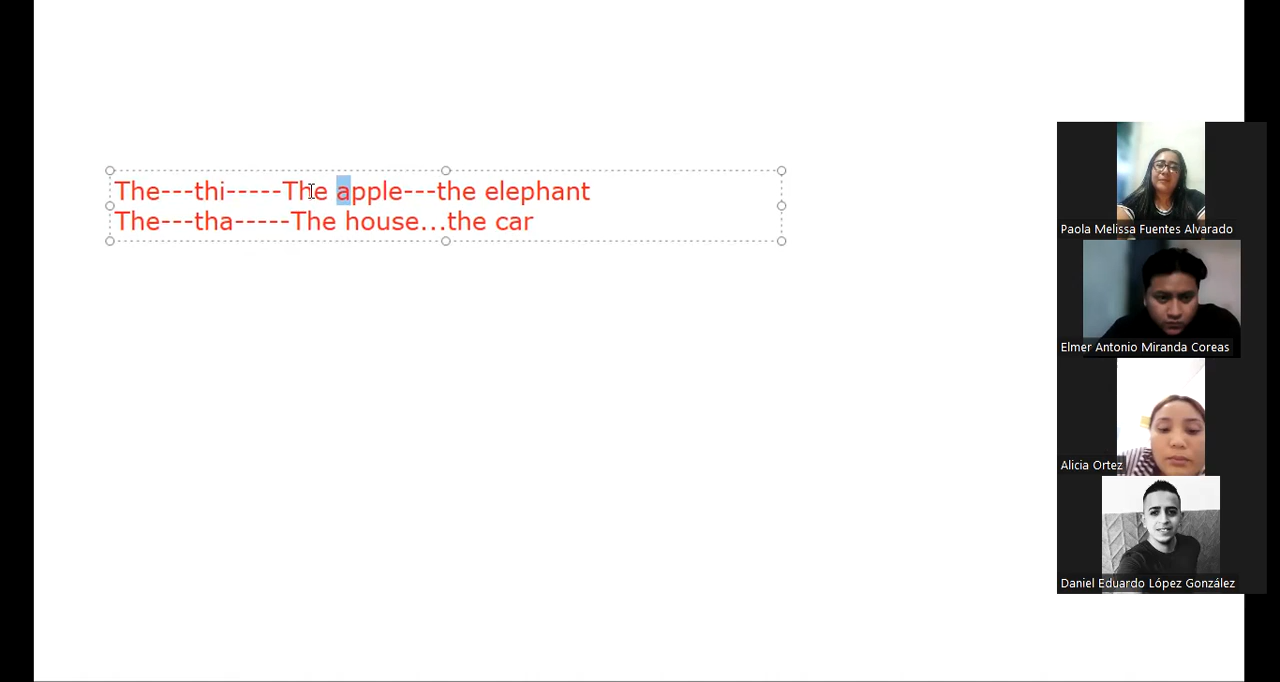 The---thi-----The apple---the elephant
The---tha-----The house...the car
Paola Melissa Fuentes Alvarado
Elmer Antonio Miranda Coreas
Alicia Ortez
Daniel Eduardo López González